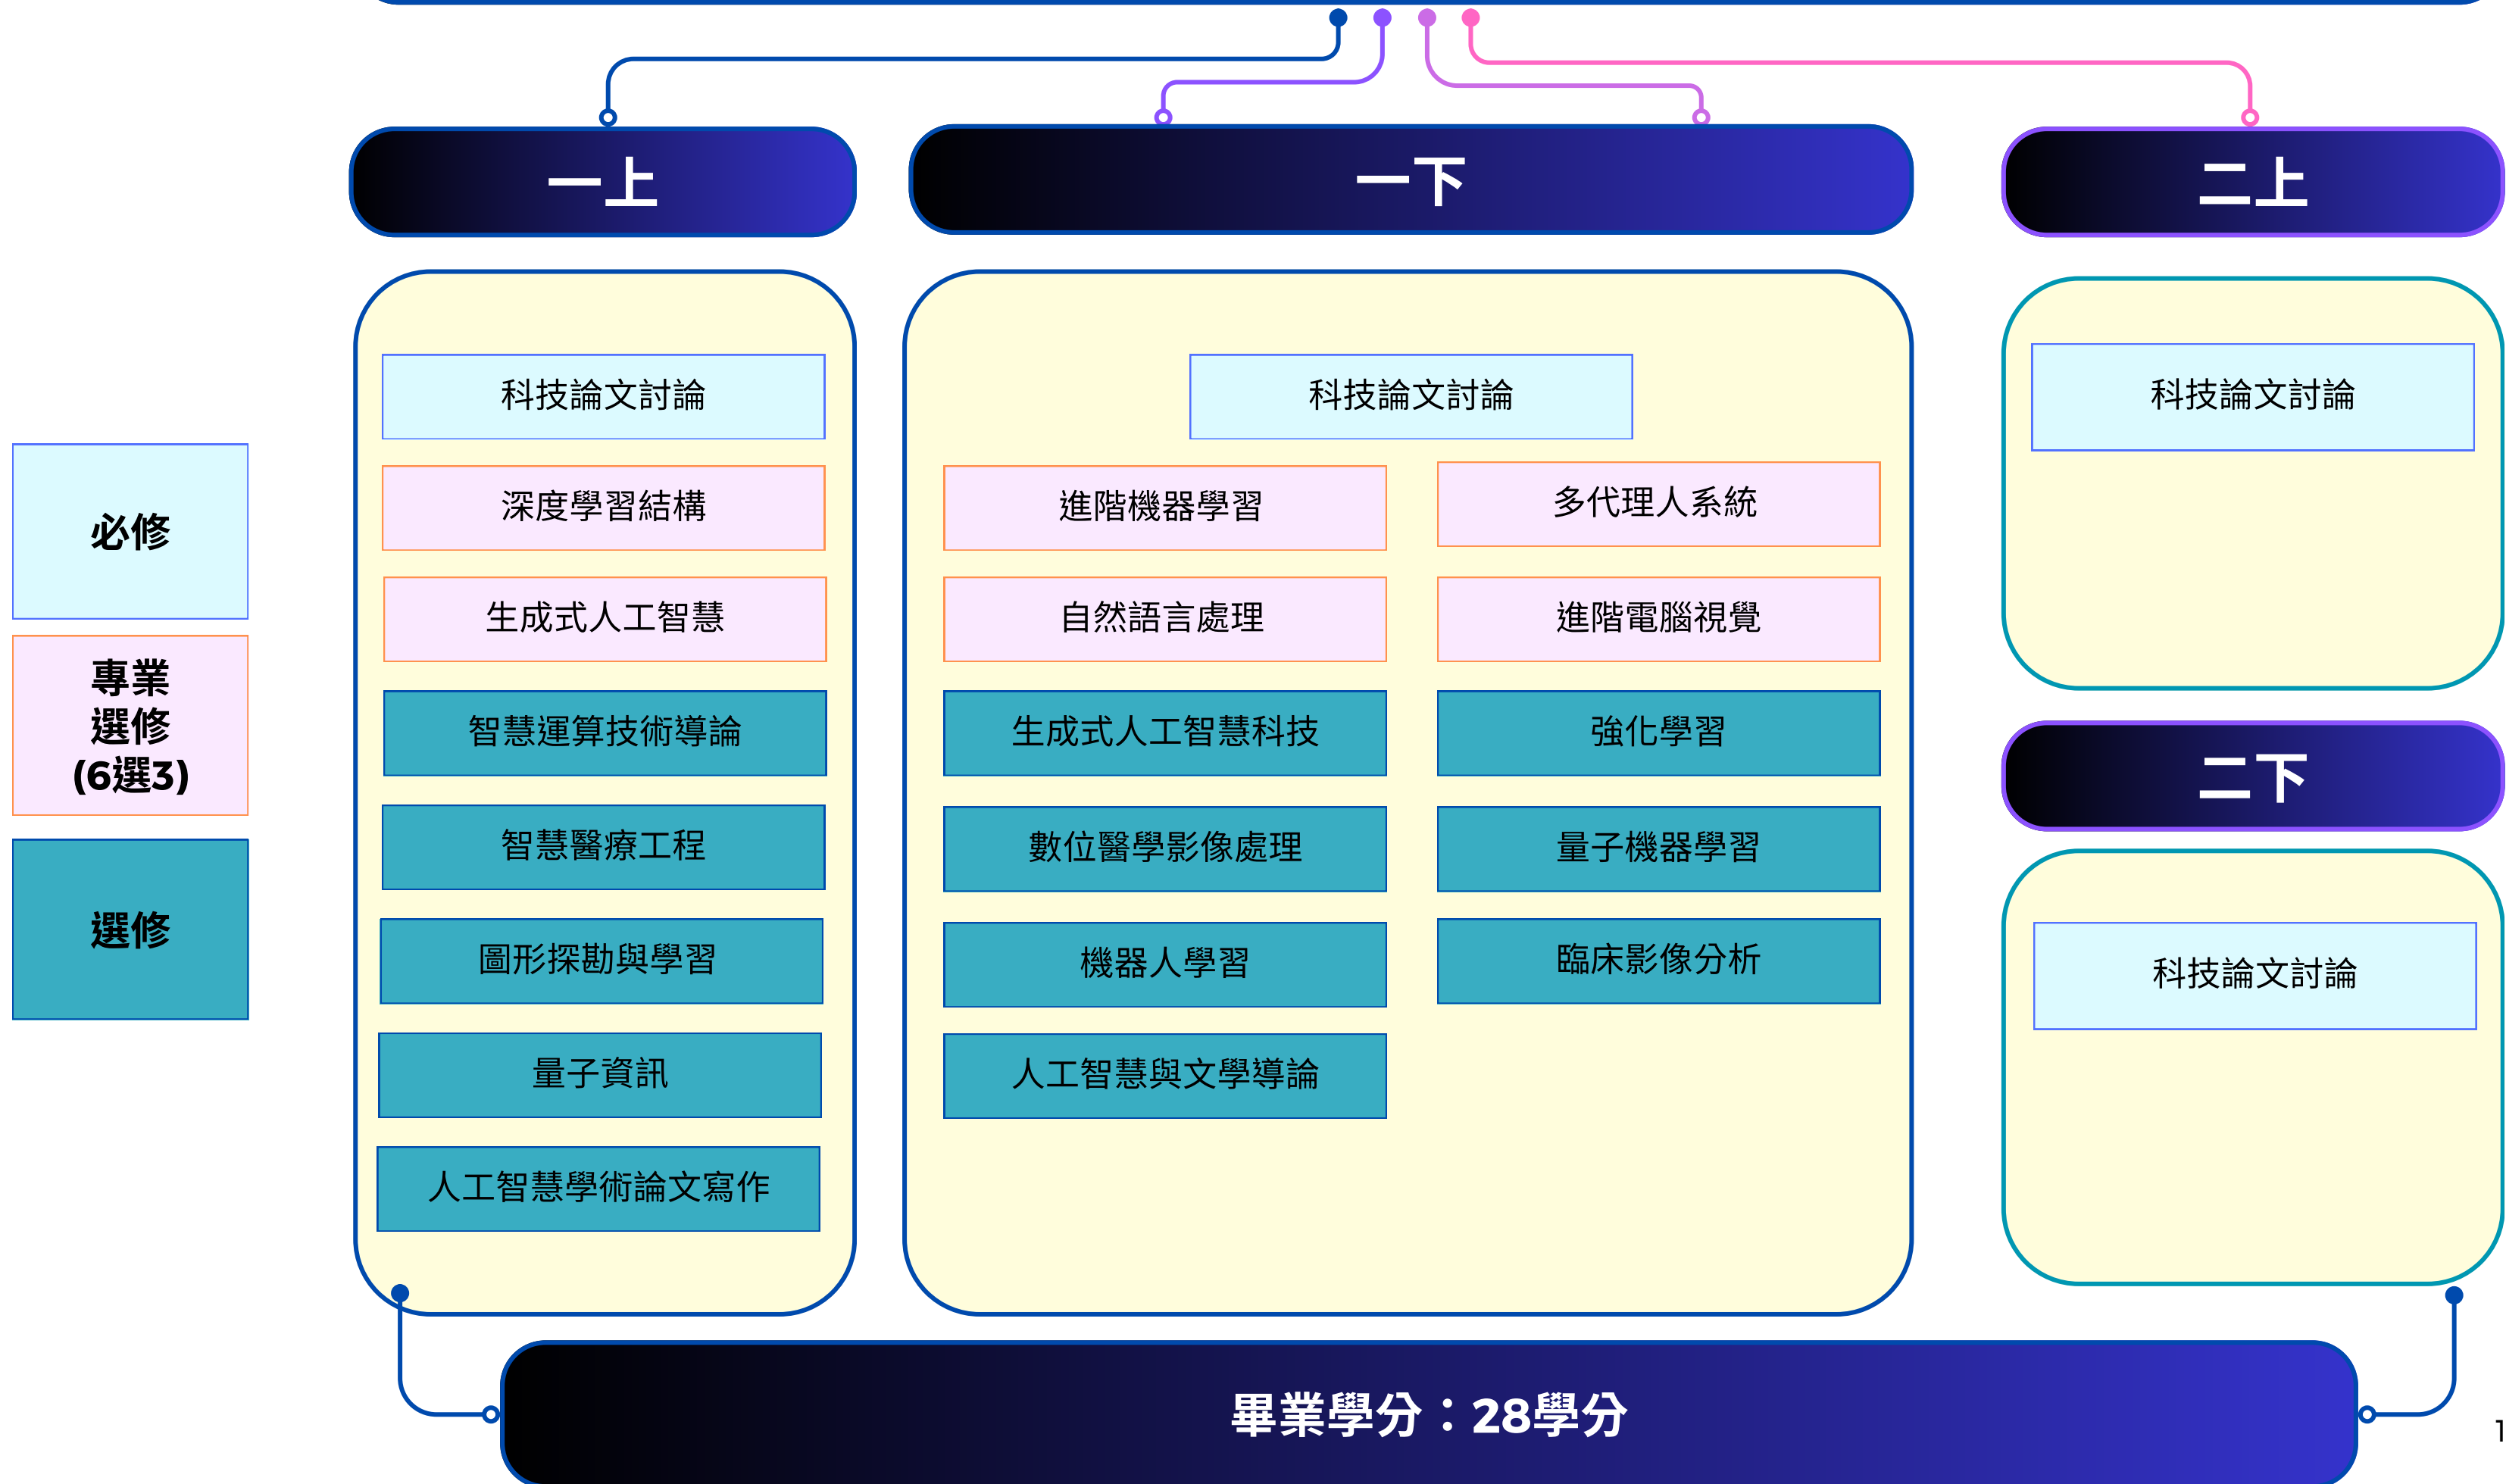 一上
一下
二上
必修
專業
選修
(6選3)
選修
科技論文討論
深度學習結構
生成式人工智慧
智慧運算技術導論
智慧醫療工程
圖形探勘與學習
量子資訊
人工智慧學術論文寫作
科技論文討論
進階機器學習
多代理人系統
自然語言處理
進階電腦視覺
生成式人工智慧科技
強化學習
數位醫學影像處理
量子機器學習
機器人學習
臨床影像分析
人工智慧與文學導論
科技論文討論
二下
科技論文討論
畢業學分：28學分
1